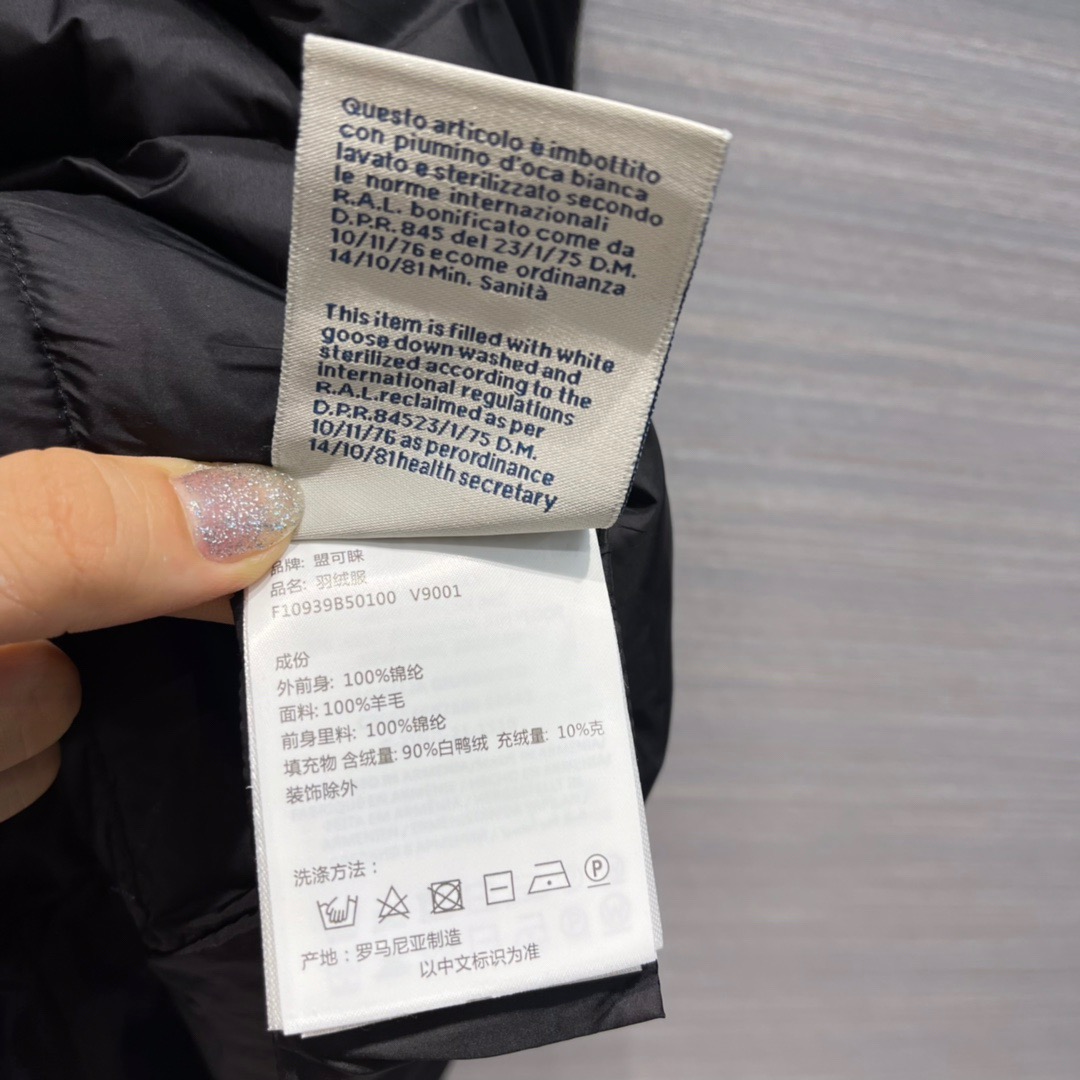 Questo articolo è imbottito
con piumino d'oca bianca
lavato e sterilizzato secondo
le norme internazionali
R.A.L. bonificato come da
D.P.R. 845 del 23/1/75 D.M.
10/11/76 e come ordinanza
14/10/81 Min. Sanità
This item is filled with white
goose down washed and
sterilized according to the
international regulations
R.A.L.reclaimed as per
D.P.R.84523/1/75 D.M.
10/11/76 as perordinance
14/10/81health secretary
品牌: 盟可睐
品名: 羽绒服
F10939B50100 V9001
成份
外前身: 100%锦纶
面料: 100%羊毛
前身里料: 100%锦纶
填充物 含绒量: 90%白鸭绒 充绒量: 10%克
装饰除外
洗涤方法：
P
产地：罗马尼亚制造
以中文标识为准